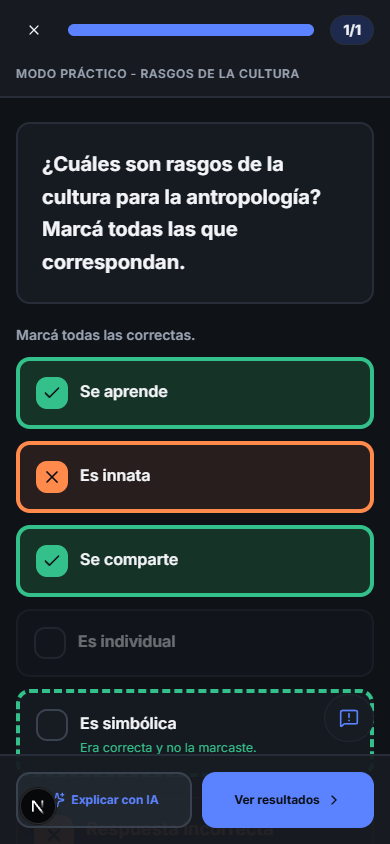 1/1
MODO PRÁCTICO - RASGOS DE LA CULTURA
¿Cuáles son rasgos de la
cultura para la antropología?
Marcá todas las que
correspondan.
Marcá todas las correctas.
Se aprende
Es innata
Se comparte
Es individual
Es simbólica
Era correcta y no la marcaste.
N
Explicar con IA
Ver resultados
Respuesta incorrecta